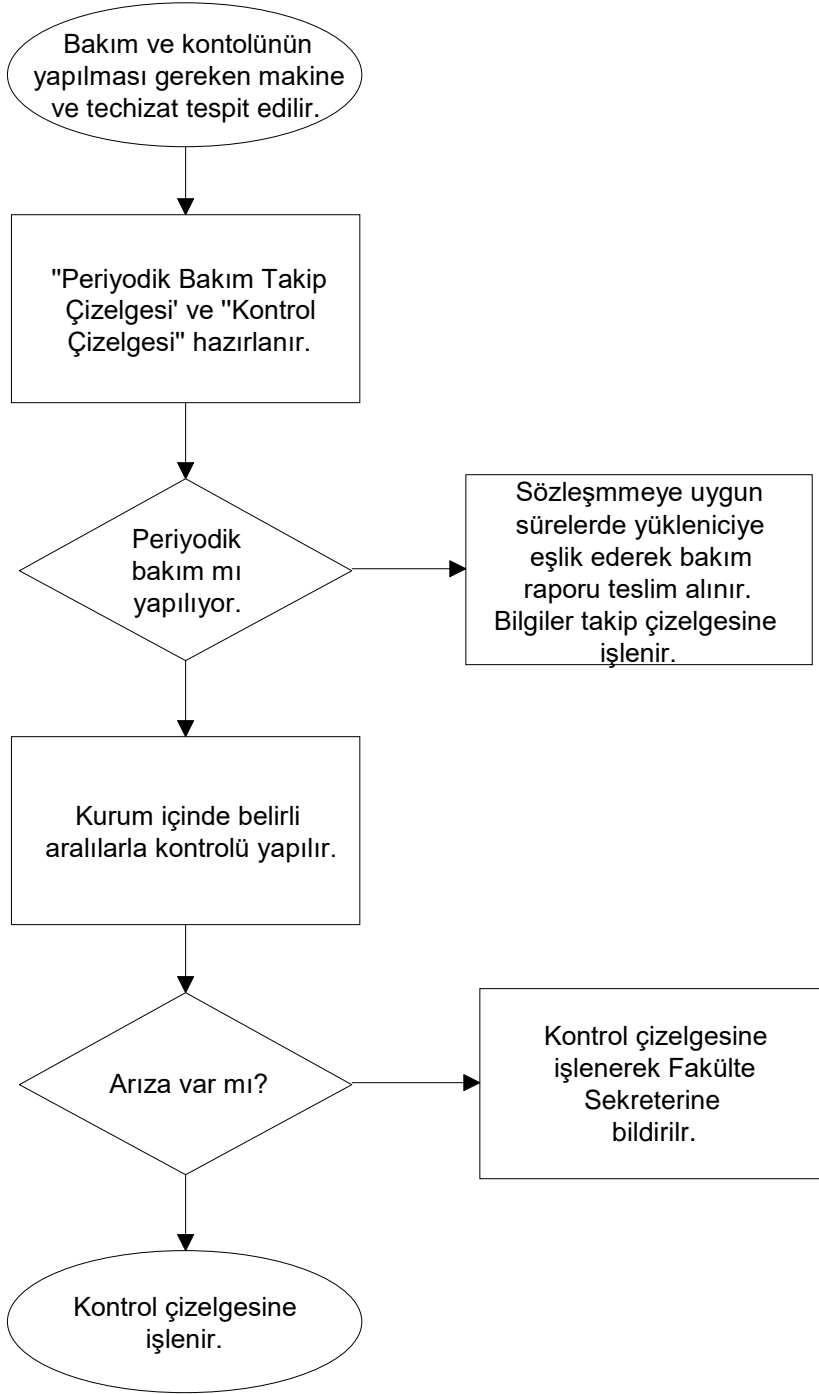 Bakım ve kontolünün
yapılması gereken makine
ve techizat tespit edilir.
"Periyodik Bakım Takip
Çizelgesi' ve "Kontrol
Çizelgesi" hazırlanır.
Periyodik
bakım mı
yapılıyor.
Sözleşmmeye uygun
sürelerde yükleniciye
eşlik ederek bakım
raporu teslim alınır.
Bilgiler takip çizelgesine
işlenir.
Kurum içinde belirli
aralılarla kontrolü yapılır.
Arıza var mı?
Kontrol çizelgesine
işlenerek Fakülte
Sekreterine
bildirilr.
Kontrol çizelgesine
işlenir.